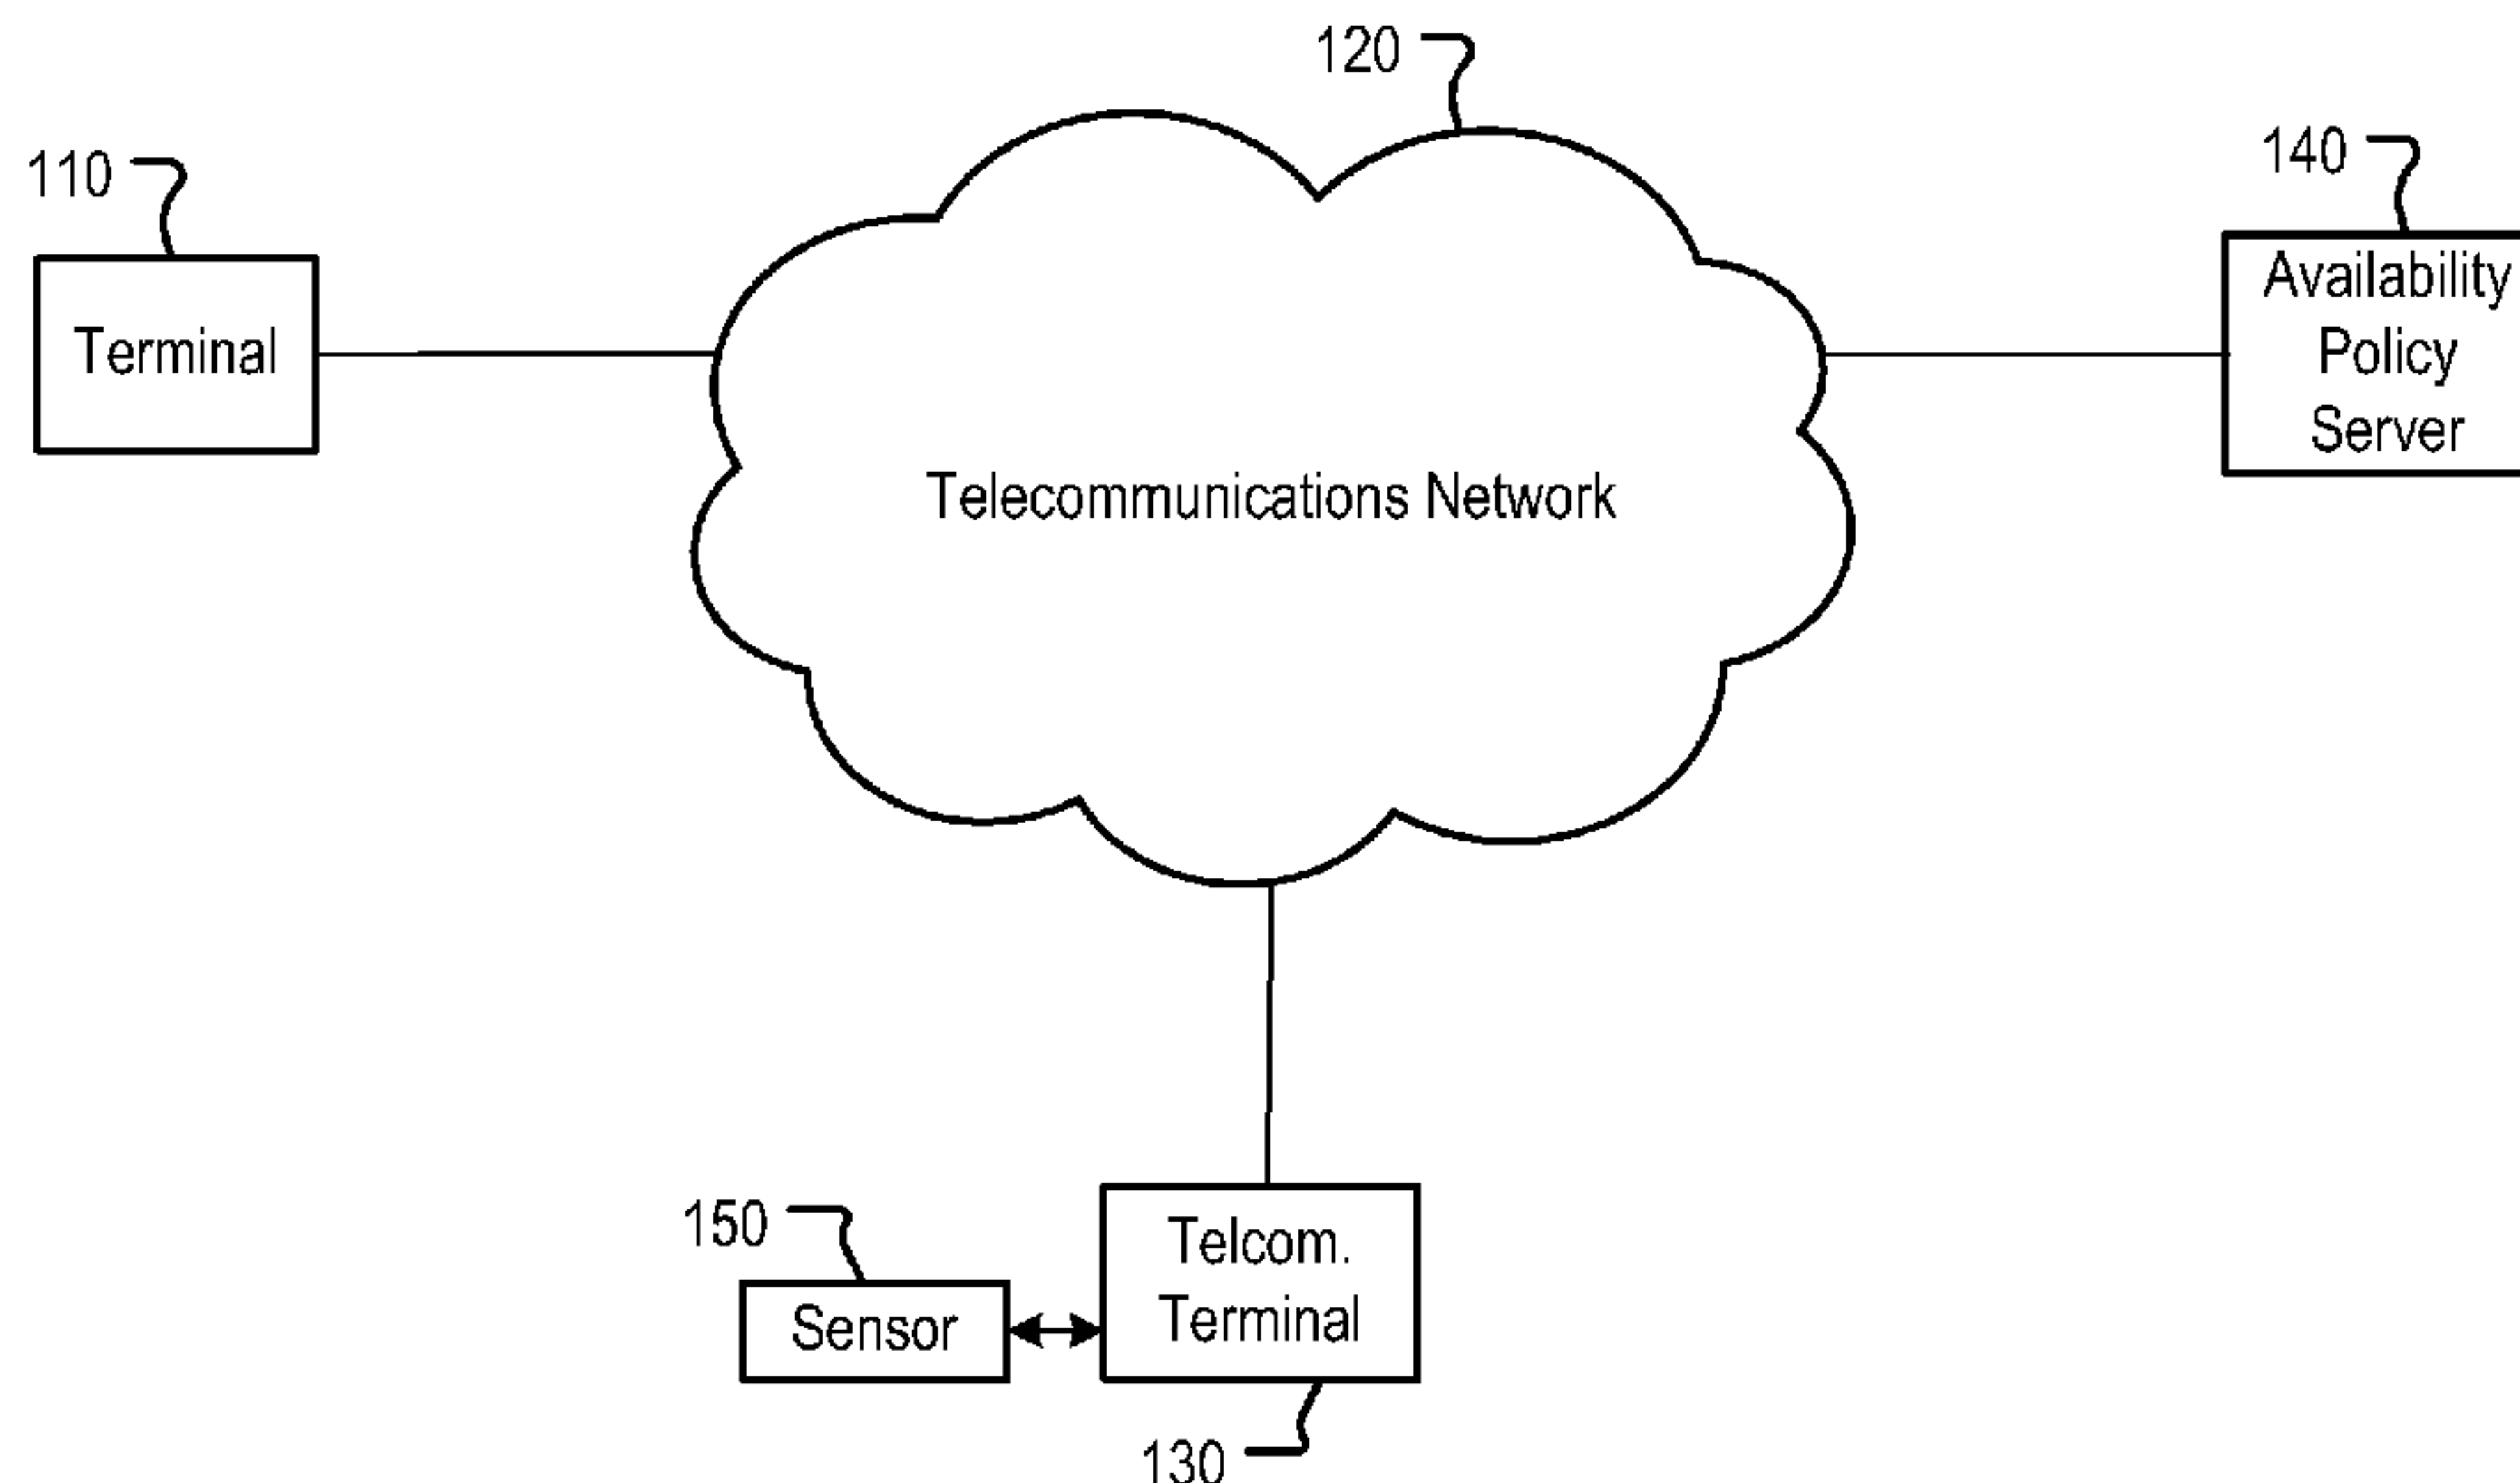 120
110
140
Terminal
Availability
Policy
Server
Telecommunications Network
150
Telcom.
Terminal
Sensor
130